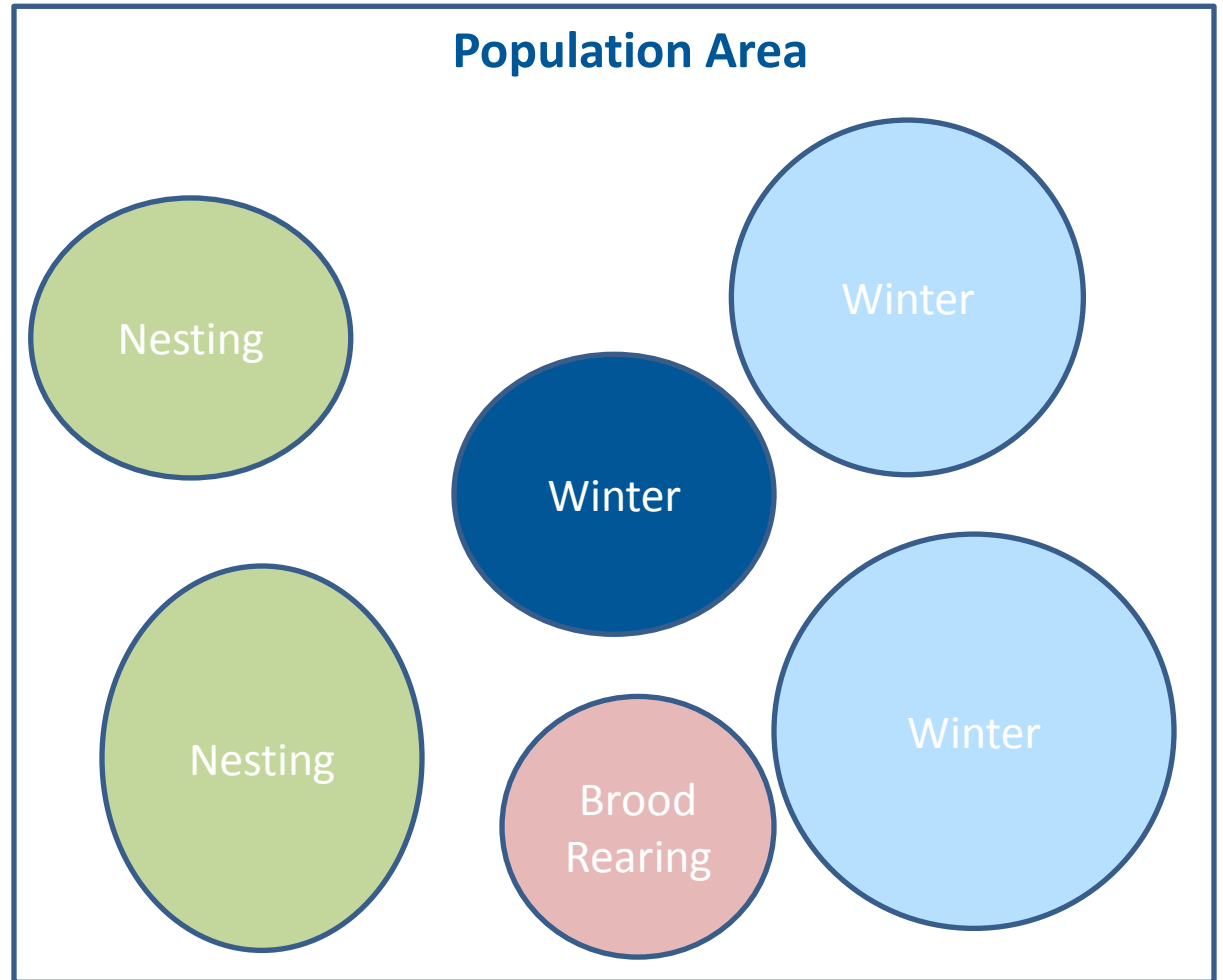 Population Area
Winter
Nesting
Winter
Winter
Nesting
Brood
Rearing